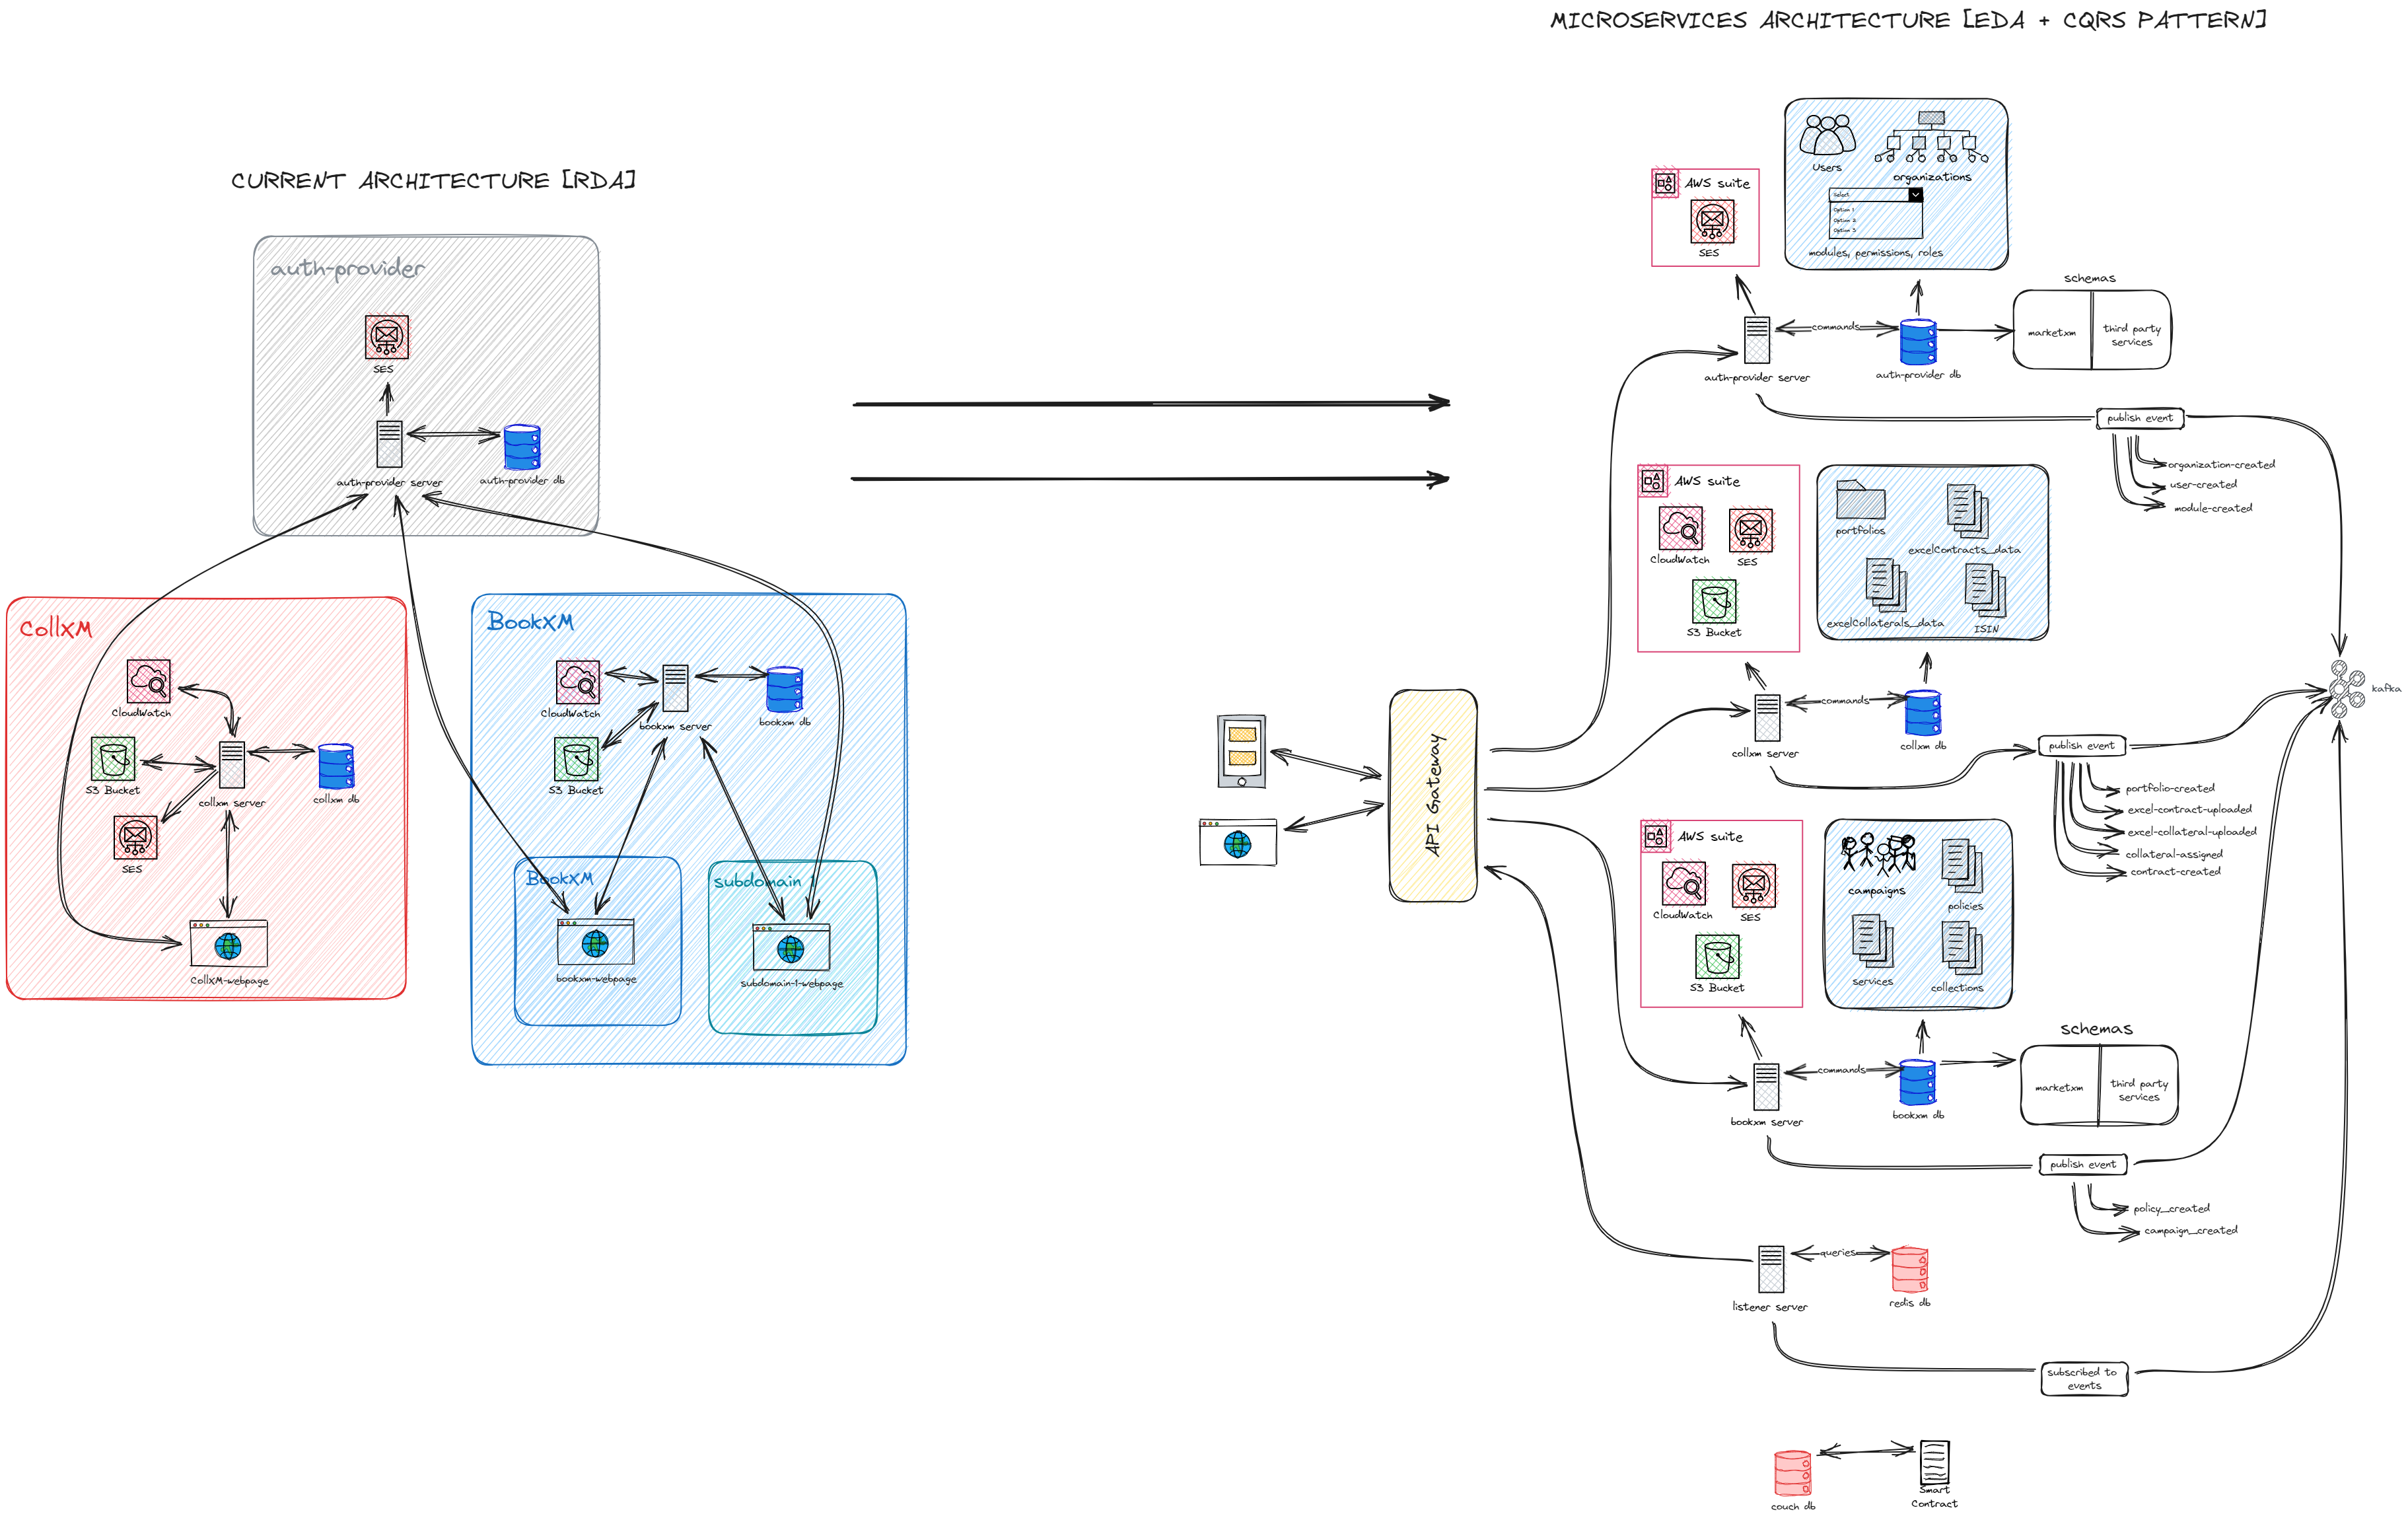 MICROSERVICES ARCHITECTURE [EDA + CQRS PATTERN]
CURRENT ARCHITECTURE [RDA]
auth-provider
SES
auth-provider server
auth-provider db
CollXM
CloudWatch
S3 Bucket
collxm server
collxm db
SES
CollXM-webpage
BookXM
CloudWatch
bookxm server
bookxm db
S3 Bucket
BookXM
bookxm-webpage
subdomain 1
subdomain-1-webpage
API Gateway
AWS suite
SES
Users
organizations
Select
Option 1
Option 2
Option 3
modules, permissions, roles
auth-provider server
commands
auth-provider db
schemas
marketxm
third party
services
publish event
organization-created
user-created
module-created
AWS suite
CloudWatch
SES
S3 Bucket
portfolios
excelContracts_data
excelCollaterals_data
ISIN
collxm server
commands
collxm db
publish event
portfolio-created
excel-contract-uploaded
excel-collateral-uploaded
collateral-assigned
contract-created
kafka
AWS suite
CloudWatch
SES
S3 Bucket
campaigns
policies
services
collections
bookxm server
commands
bookxm db
schemas
marketxm
third party
services
publish event
policy_created
campaign_created
listener server
queries
redis db
subscribed to
events
couch db
Smart
Contract